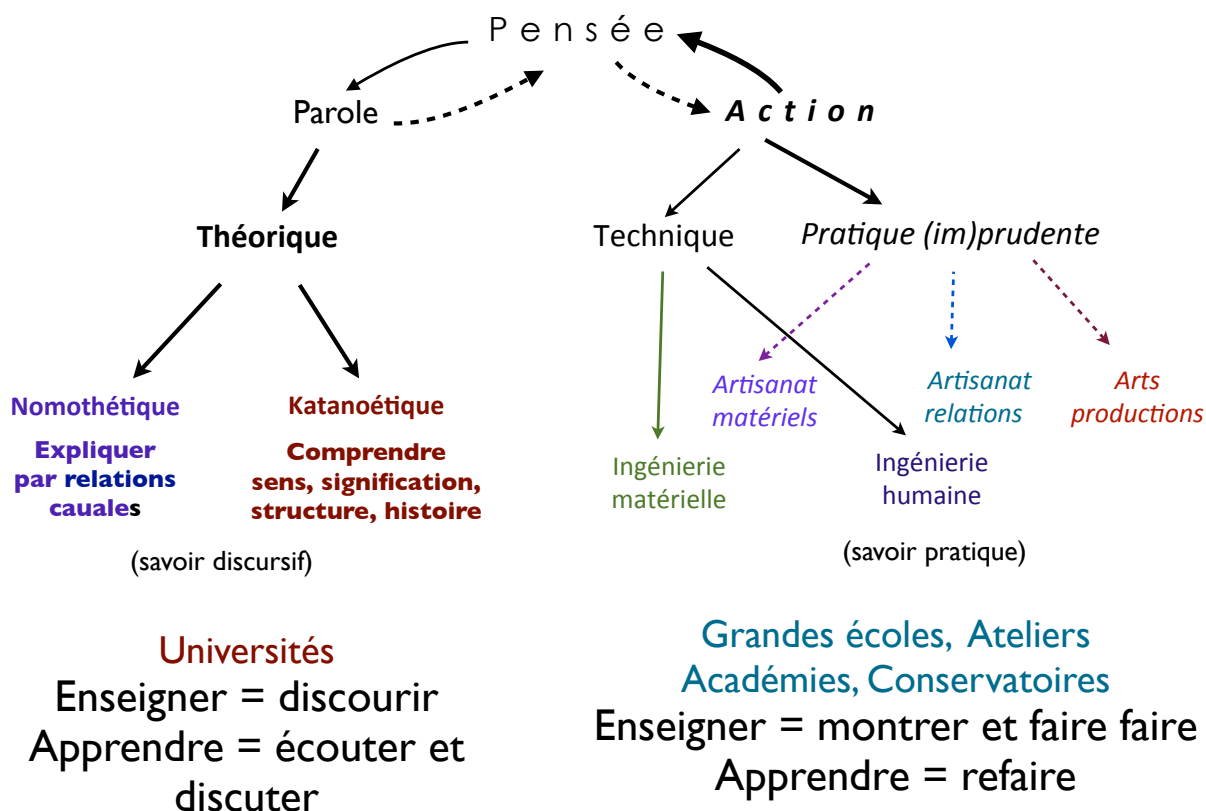 Pensée
Parole
Action
Théorique
Technique
Pratique (im)prudente
Nomothétique
Expliquer
par relations
cauales
Katanoétique
Comprendre
sens, signification,
structure, histoire
(savoir discursif)
Artisanat
matériels
Artisanat
relations
Arts
productions
Ingénierie
matérielle
Ingénierie
humaine
(savoir pratique)
Universités
Enseigner = discourir
Apprendre = écouter et
discuter
Grandes écoles, Ateliers
Académies, Conservatoires
Enseigner = montrer et faire faire
Apprendre = refaire